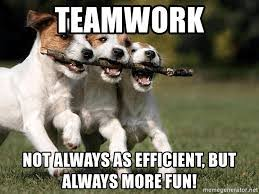 TEAMWORK
NOT ALWAYS AS EFFICIENT, BUT
ALWAYS MORE FUN!
memegenerator.net